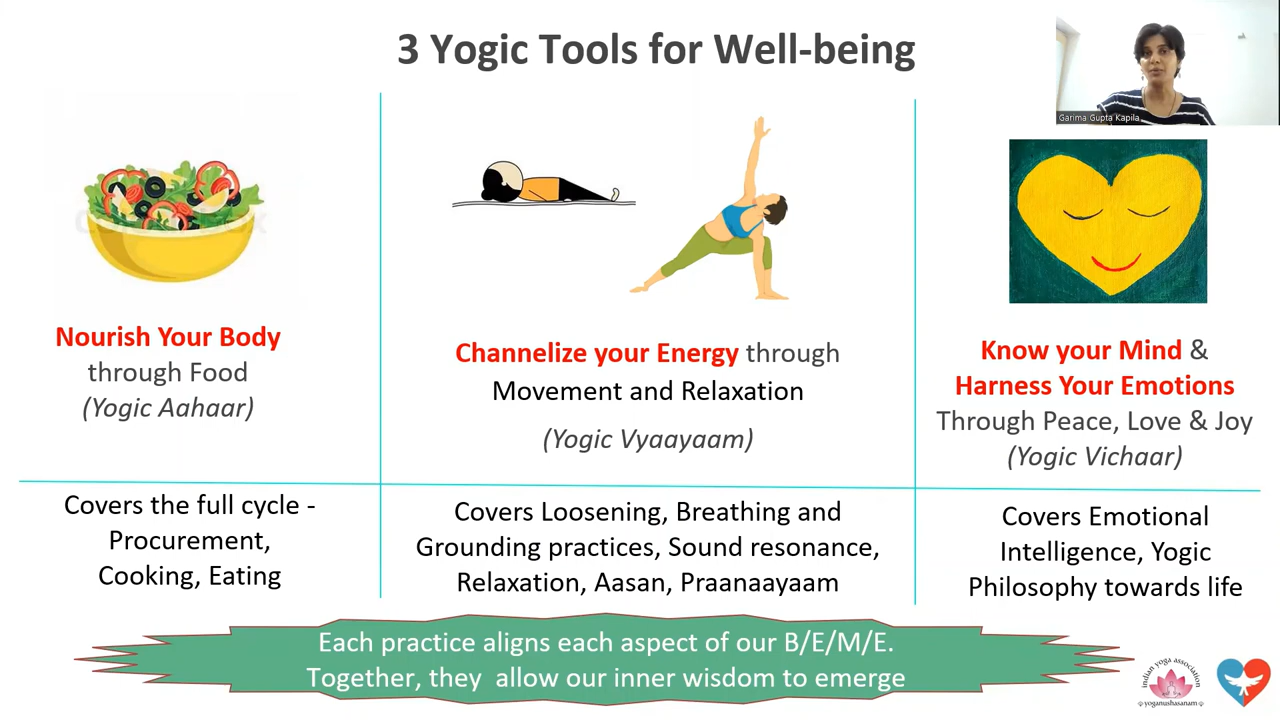 3 Yogic Tools for Well-being
Garima Gupta Kapila
Nourish Your Body
through Food
(Yogic Aahaar)
Channelize your Energy through
Movement and Relaxation
(Yogic Vyaayaam)
Know your Mind &
Harness Your Emotions
Through Peace, Love & Joy
(Yogic Vichaar)
Covers the full cycle -
Procurement,
Cooking, Eating
Covers Loosening, Breathing and
Grounding practices, Sound resonance,
Relaxation, Aasan, Praanaayaam
Covers Emotional
Intelligence, Yogic
Philosophy towards life
Each practice aligns each aspect of our B/E/M/E.
Together, they allow our inner wisdom to emerge
indian yoga association
yoganushasanam